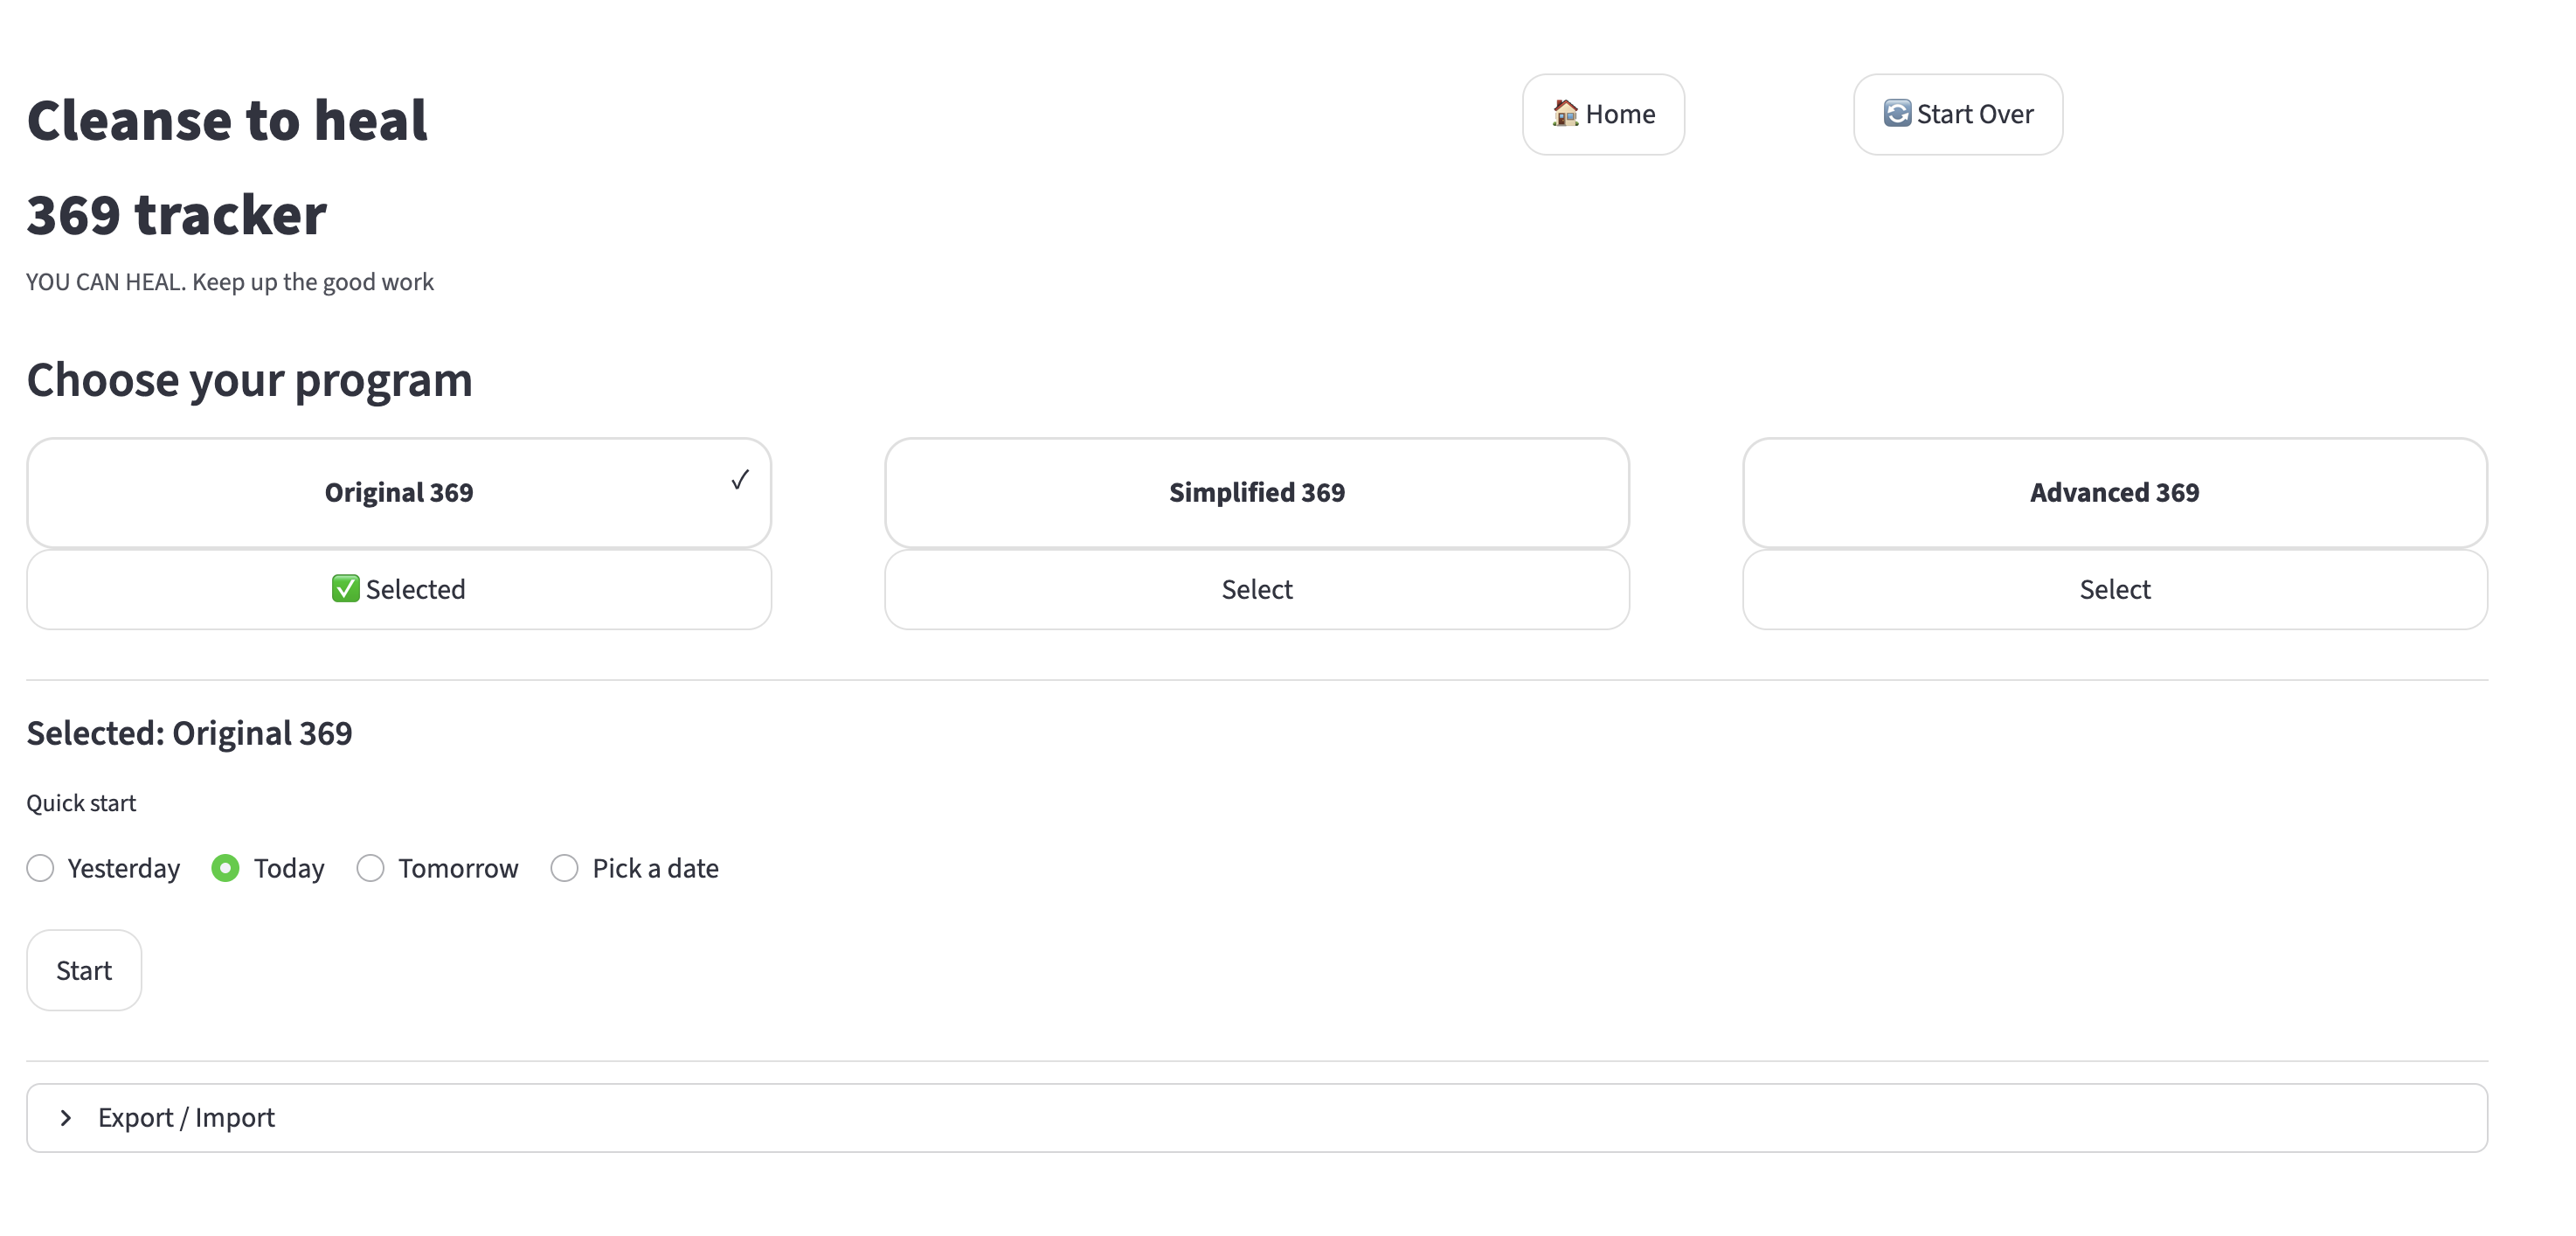 Cleanse to heal
369 tracker
🏠 Home
🔄 Start Over
YOU CAN HEAL. Keep up the good work
Choose your program
Original 369 ✓
Simplified 369
Advanced 369
✅ Selected
Select
Select
Selected: Original 369
Quick start
Yesterday
Today
Tomorrow
Pick a date
Start
Export / Import